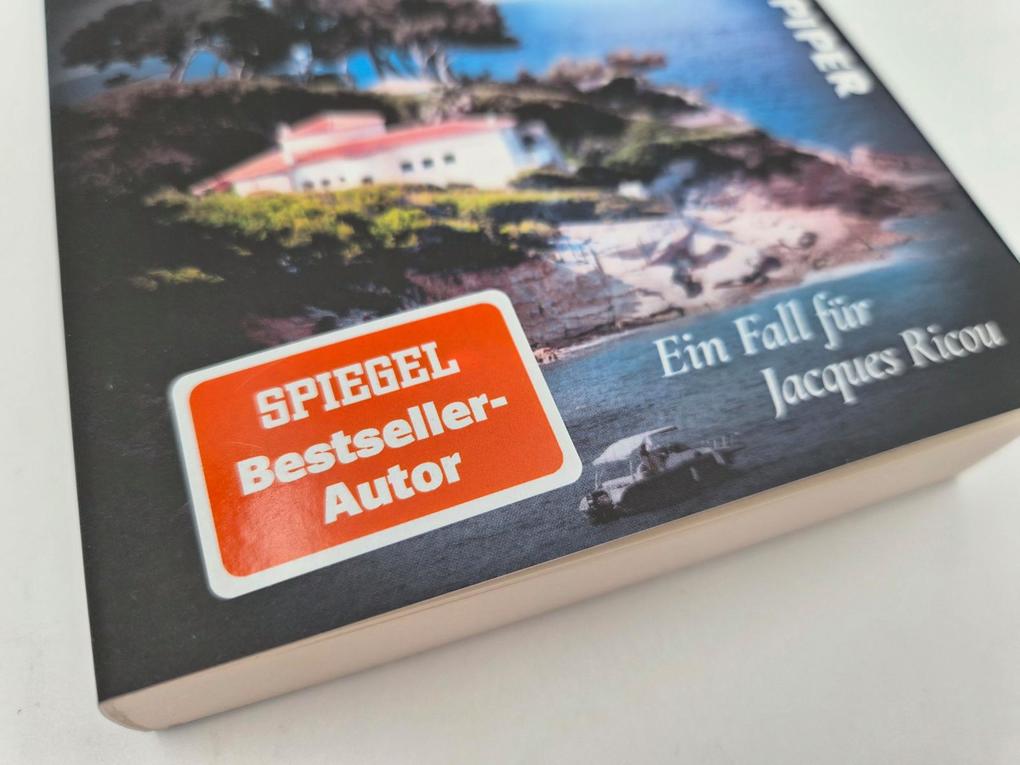 PIPER
Ein Fall für
Jacques Ricou
SPIEGEL
Bestseller-
Autor